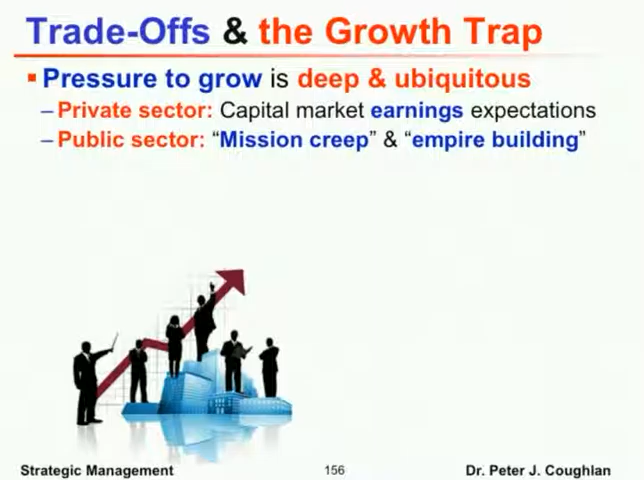 Trade-Offs & the Growth Trap
▪ Pressure to grow is deep & ubiquitous
– Private sector: Capital market earnings expectations
– Public sector: “Mission creep” & “empire building”
Strategic Management 156 Dr. Peter J. Coughlan